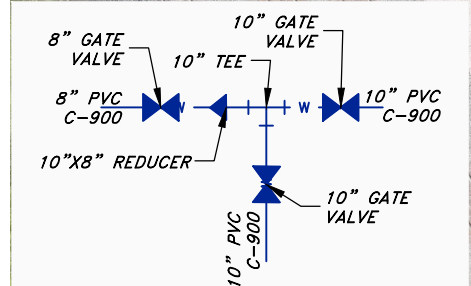 10" GATE
VALVE
8" GATE
VALVE
10" TEE
8" PVC
C-900
W
W
10" PVC
C-900
10"X8" REDUCER
10" GATE
VALVE
10" PVC
C-900